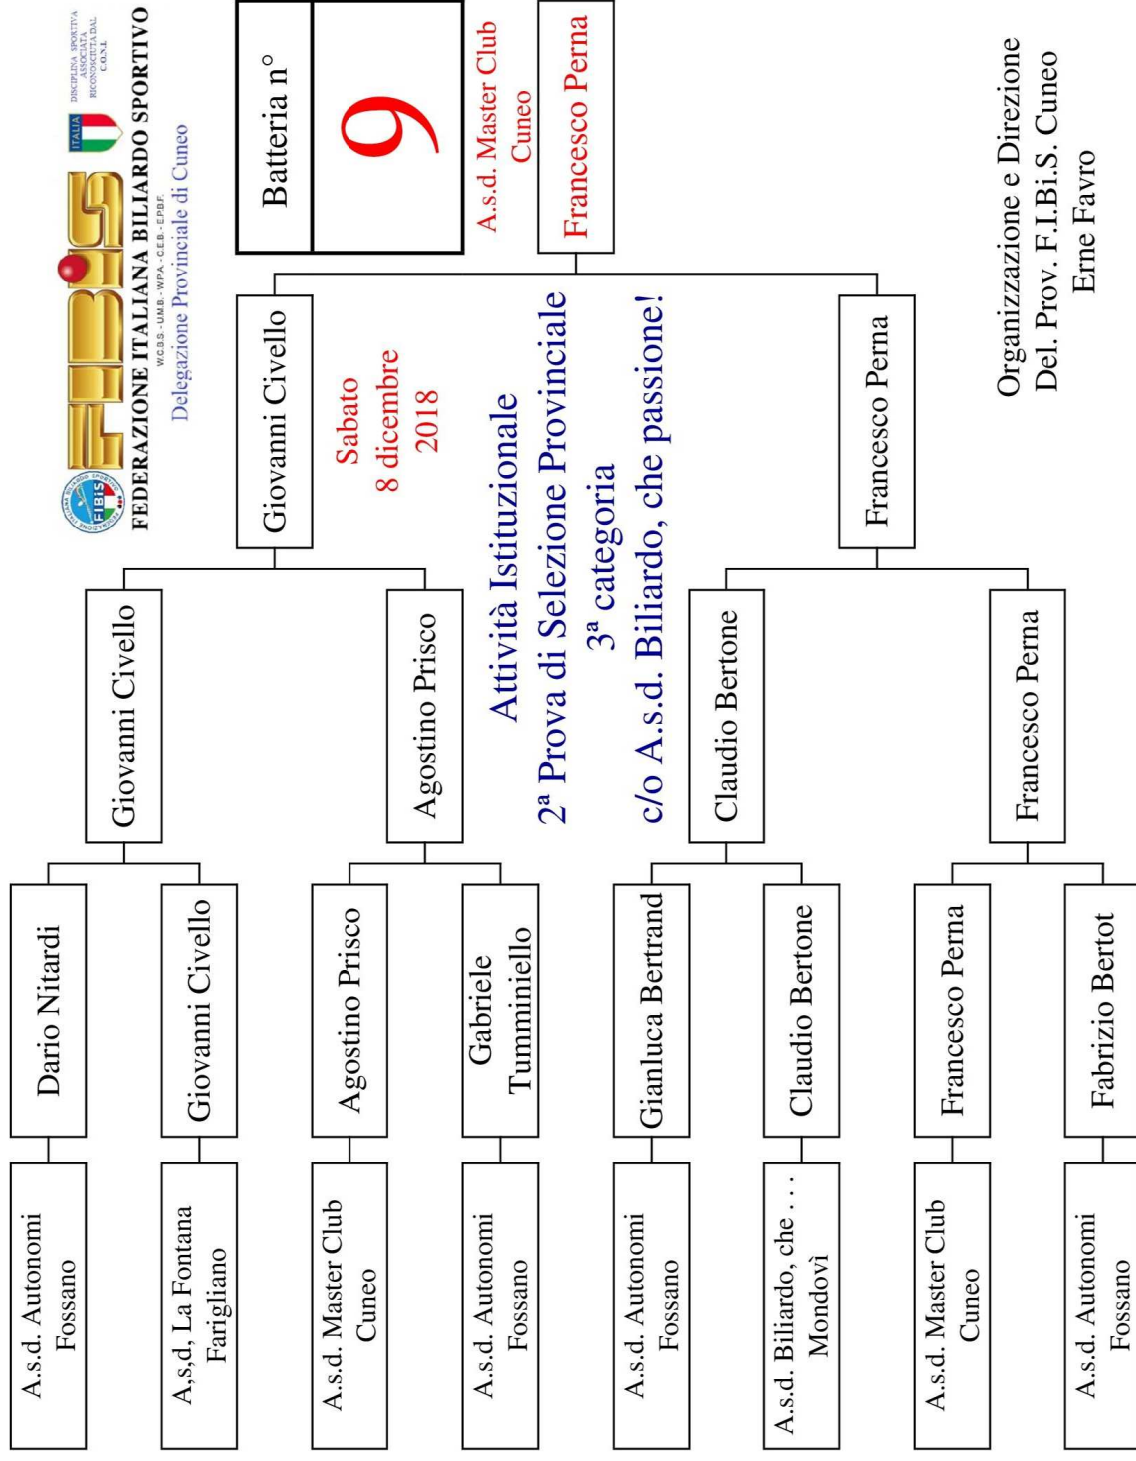 FIBiS
FIBIS
ITALIA
DISCIPLINA SPORTIVA
ASSOCIATA
RICONOSCIUTA DAL
C.O.N.I.
FEDERAZIONE ITALIANA BILIARDO SPORTIVO
W.C.B.S. - U.M.B. - W.P.A. - C.E.B. - E.P.B.F.
Delegazione Provinciale di Cuneo
Batteria n°
9
A.s.d. Autonomi
Fossano
Dario Nitardi
A,s,d, La Fontana
Farigliano
Giovanni Civello
A.s.d. Master Club
Cuneo
Agostino Prisco
A.s.d. Autonomi
Fossano
Gabriele
Tumminiello
A.s.d. Autonomi
Fossano
Gianluca Bertrand
A.s.d. Biliardo, che . . .
Mondovì
Claudio Bertone
A.s.d. Master Club
Cuneo
Francesco Perna
A.s.d. Autonomi
Fossano
Fabrizio Bertot
Giovanni Civello
Agostino Prisco
Claudio Bertone
Francesco Perna
Giovanni Civello
Francesco Perna
Sabato
8 dicembre
2018
Attività Istituzionale
2ª Prova di Selezione Provinciale
3ª categoria
c/o A.s.d. Biliardo, che passione!
A.s.d. Master Club
Cuneo
Francesco Perna
Organizzazione e Direzione
Del. Prov. F.I.Bi.S. Cuneo
Erne Favro